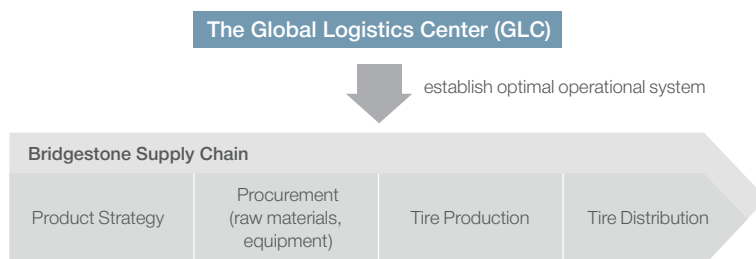 The Global Logistics Center (GLC)
establish optimal operational system
Bridgestone Supply Chain
Product Strategy
Procurement
(raw materials,
equipment)
Tire Production
Tire Distribution